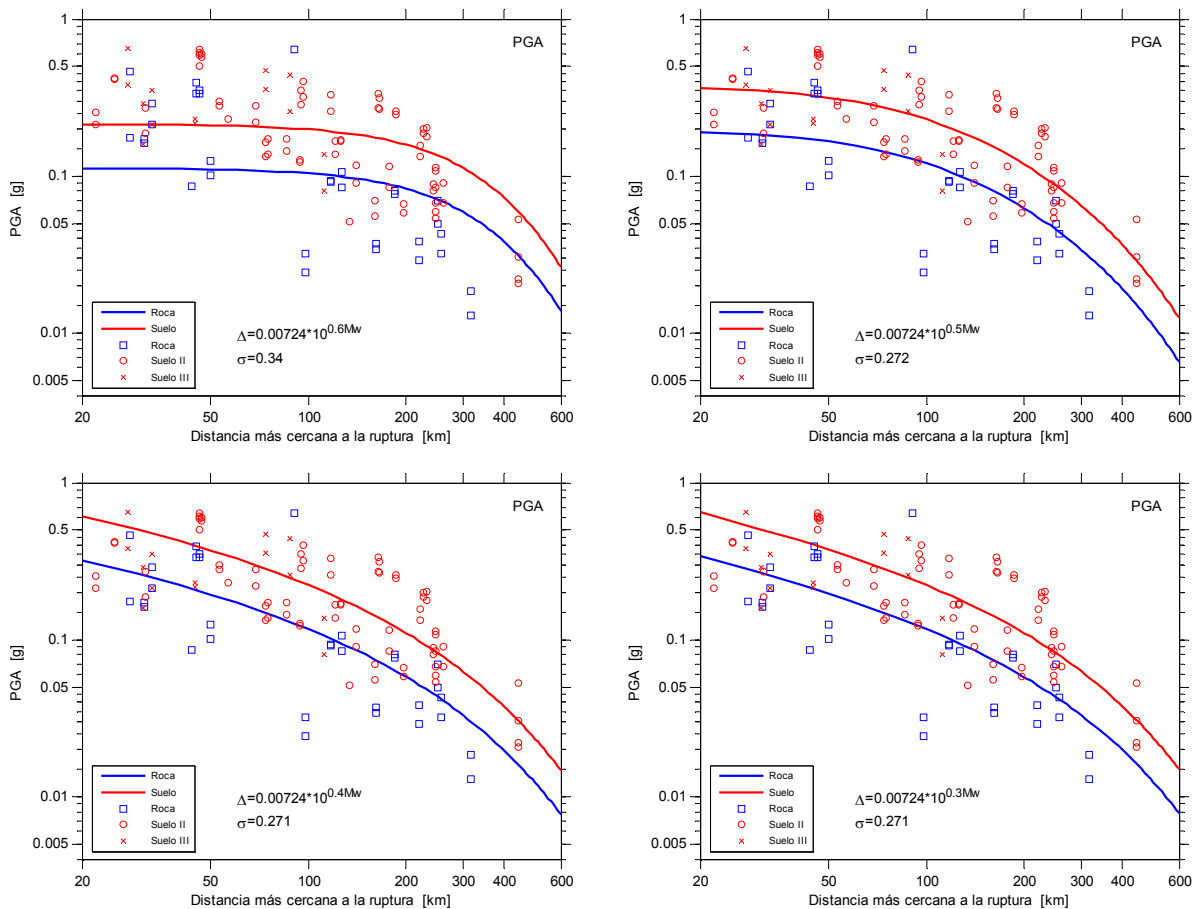 PGA
1
0.5
0.1
0.05
0.01
0.005
PGA [g]
Roca
Suelo
Roca
Suelo II
Suelo III
Δ=0.00724*10^0.6Mw
σ=0.34
20 50 100 200 300 400 600
Distancia más cercana a la ruptura [km]
PGA
1
0.5
0.1
0.05
0.01
0.005
PGA [g]
Roca
Suelo
Roca
Suelo II
Suelo III
Δ=0.00724*10^0.5Mw
σ=0.272
20 50 100 200 300 400 600
Distancia más cercana a la ruptura [km]
PGA
1
0.5
0.1
0.05
0.01
0.005
PGA [g]
Roca
Suelo
Roca
Suelo II
Suelo III
Δ=0.00724*10^0.4Mw
σ=0.271
20 50 100 200 300 400 600
Distancia más cercana a la ruptura [km]
PGA
1
0.5
0.1
0.05
0.01
0.005
PGA [g]
Roca
Suelo
Roca
Suelo II
Suelo III
Δ=0.00724*10^0.3Mw
σ=0.271
20 50 100 200 300 400 600
Distancia más cercana a la ruptura [km]